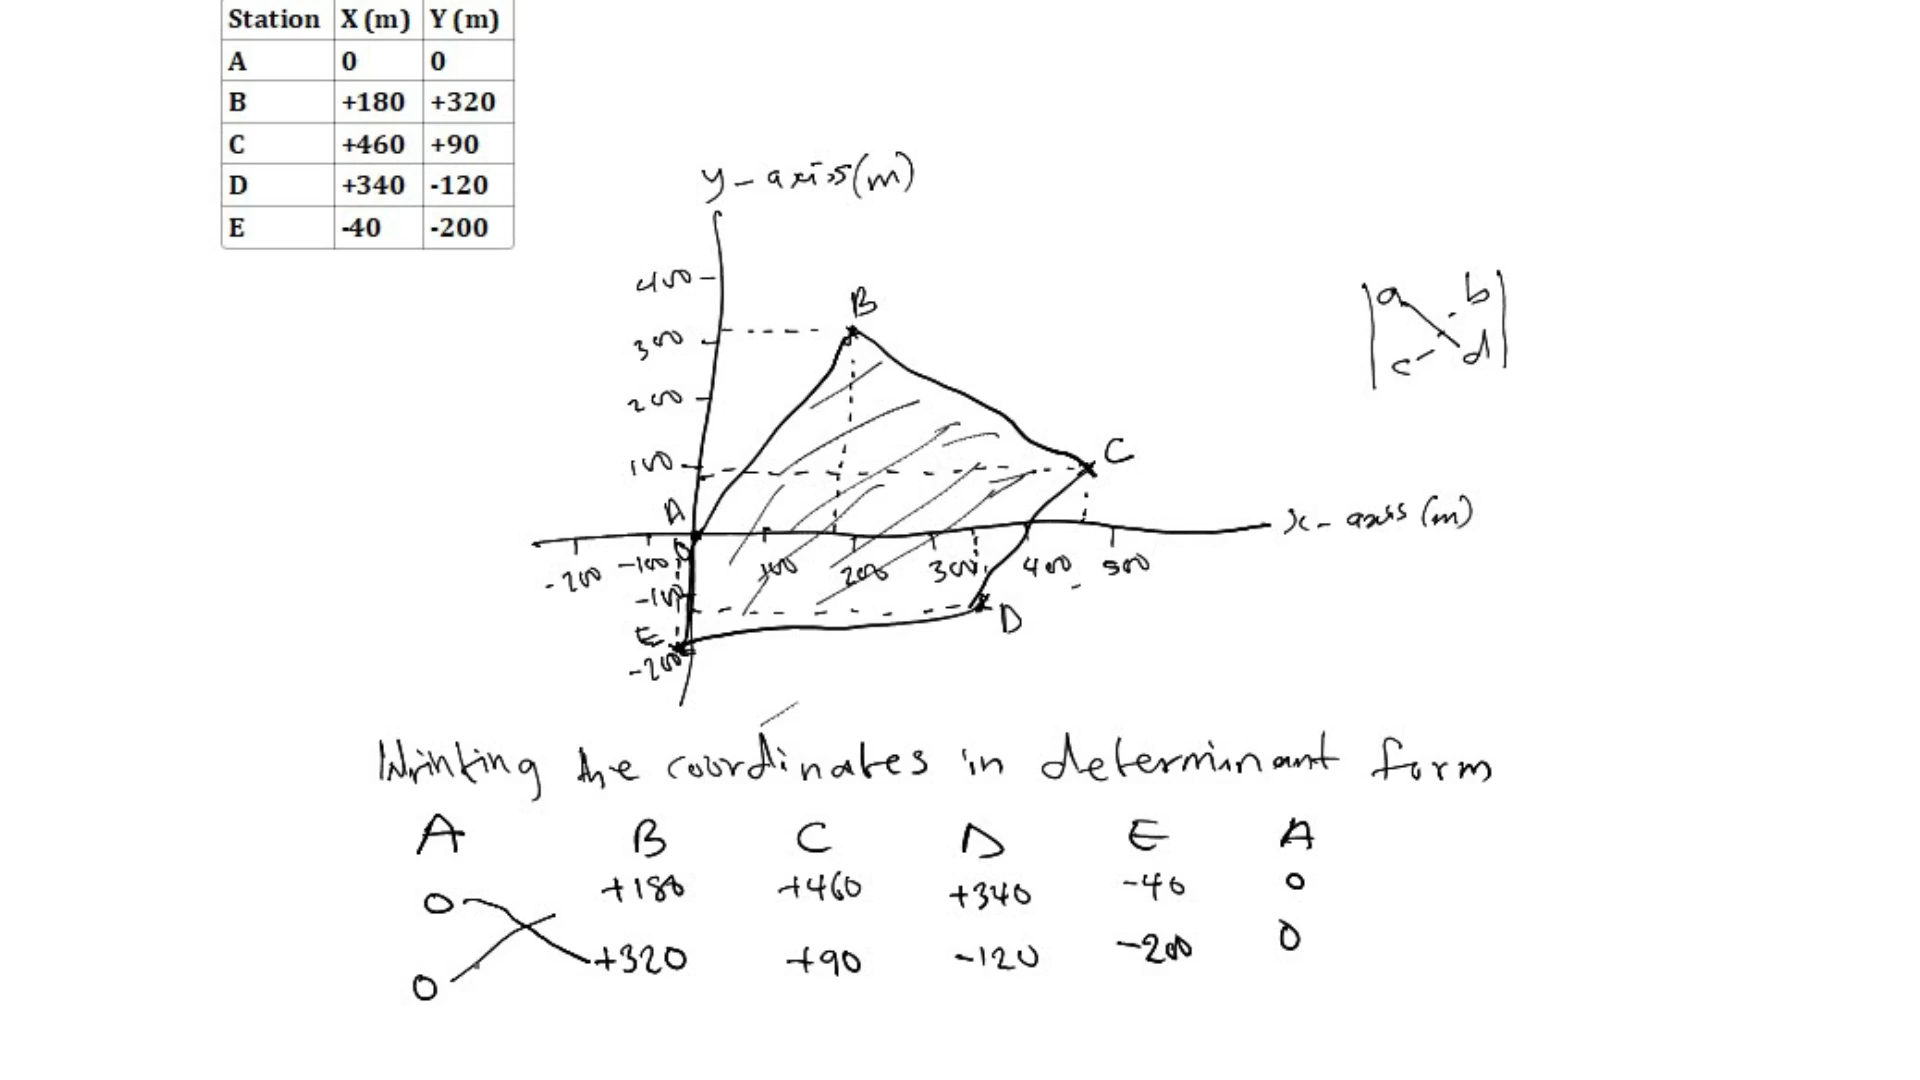 Station X (m) Y (m)
A 0 0
B +180 +320
C +460 +90
D +340 -120
E -40 -200
y-axis(m)
400
300
200
100
A
B
C
D
E
x-axis (m)
-200 -100 0 100 200 300 400 500
-100
-200
a b
c d
Wrinting the coordinates in determinant form
A B C D E A
0 +180 +460 +340 -40 0
0 +320 +90 -120 -200 0